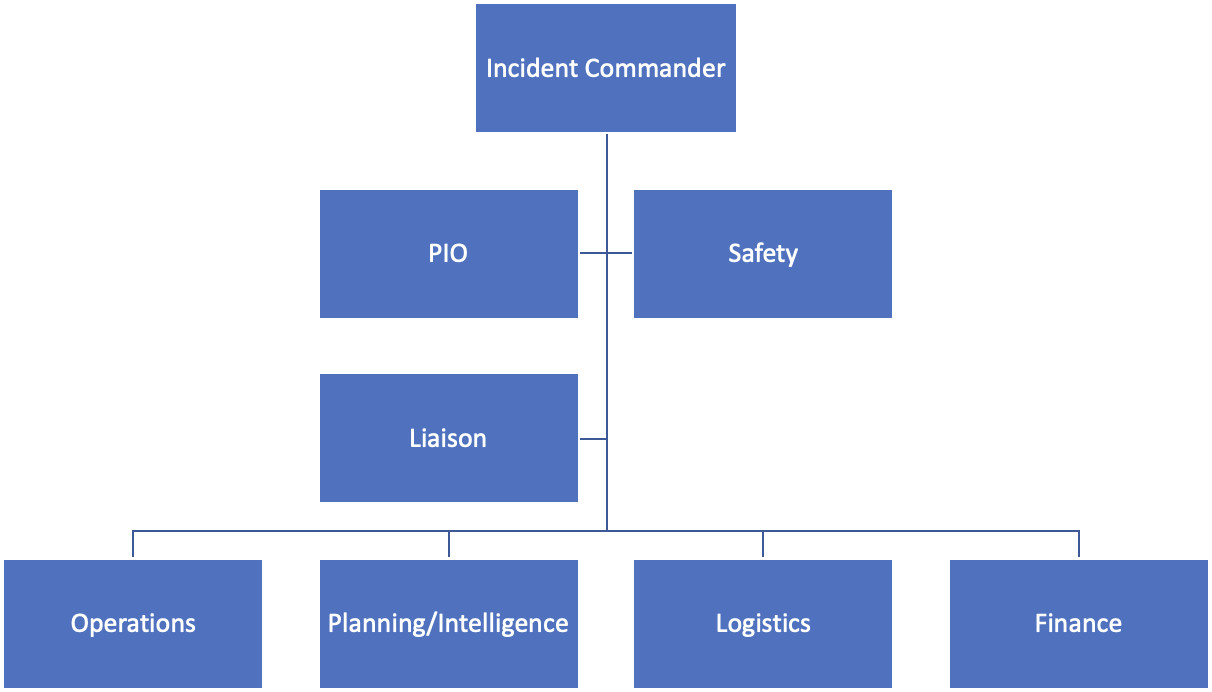 Incident Commander
PIO
Safety
Liaison
Operations
Planning/Intelligence
Logistics
Finance